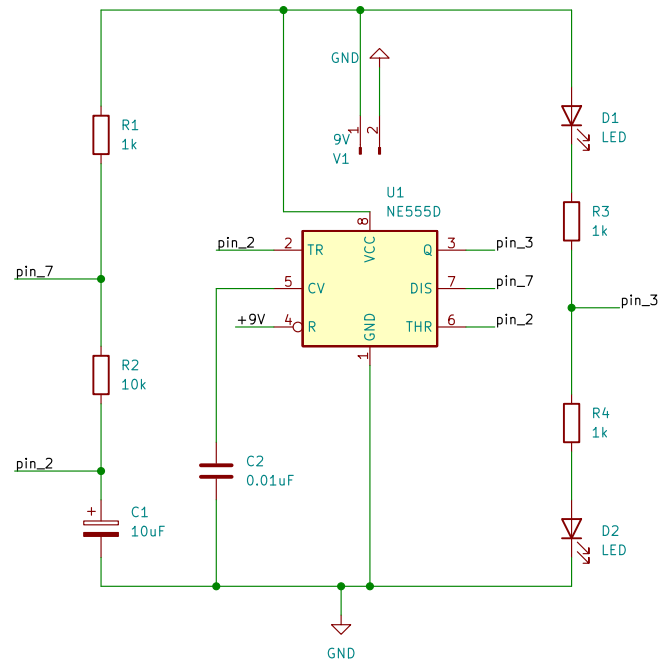 GND
1
2
9V
V1
R1
1k
D1
LED
U1
NE555D
R3
1k
8
VCC
pin_2
2
TR
Q
3
pin_3
5
CV
DIS
7
pin_7
+9V
4
R
GND
THR
6
pin_2
1
pin_7
pin_3
R2
10k
R4
1k
pin_2
C2
0.01uF
+
C1
10uF
D2
LED
GND